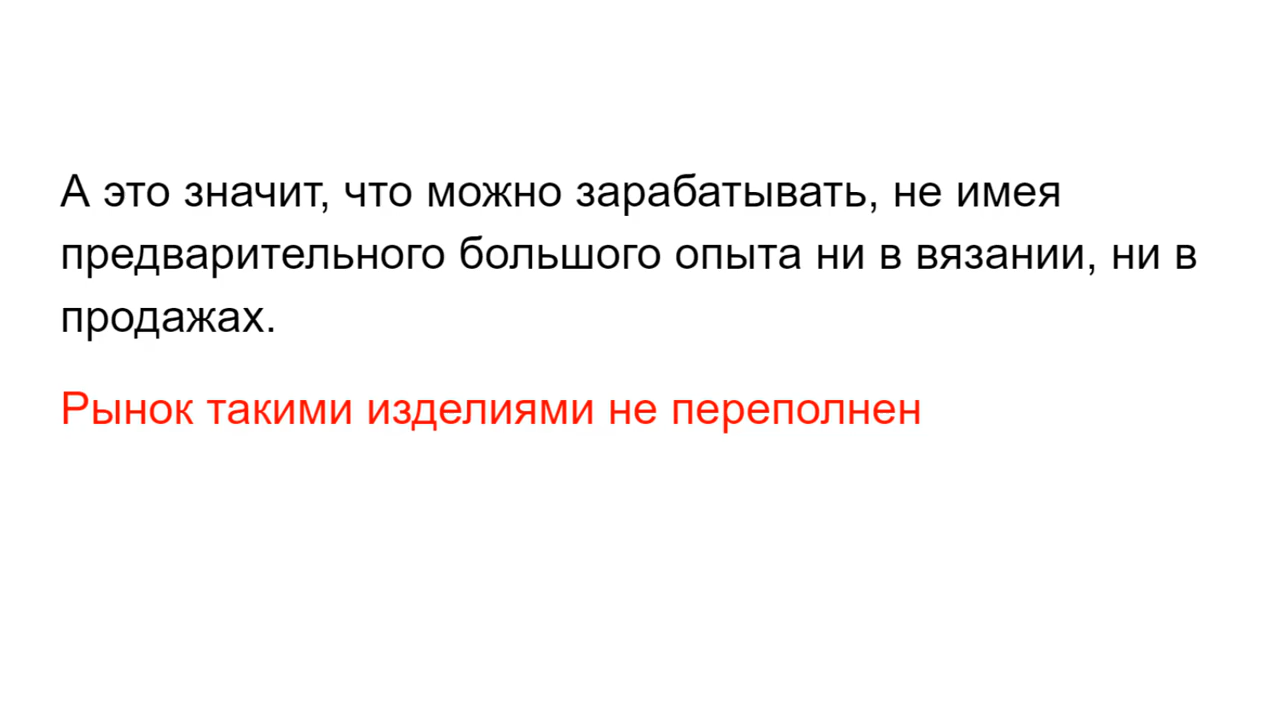 А это значит, что можно зарабатывать, не имея
предварительного большого опыта ни в вязании, ни в
продажах.
Рынок такими изделиями не переполнен